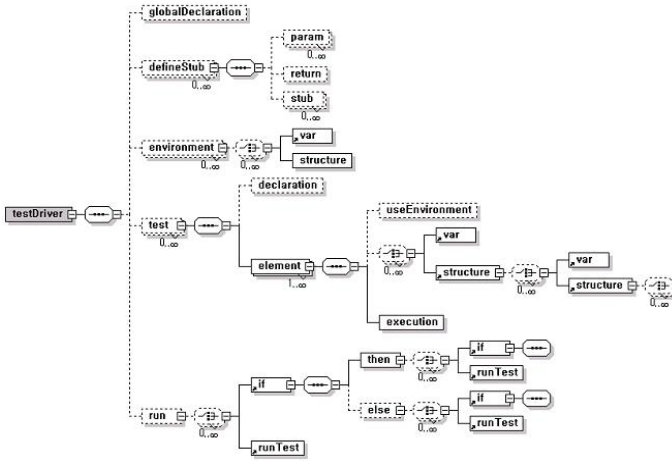 globalDeclaration
param
0..∞
defineStub
0..∞
return
stub
0..∞
environment
0..∞
0..∞
var
structure
testDriver
test
0..∞
declaration
element
1..∞
useEnvironment
0..∞
var
structure
0..∞
var
structure
0..∞
execution
run
0..∞
if
then
0..∞
if
runTest
else
0..∞
if
runTest
runTest